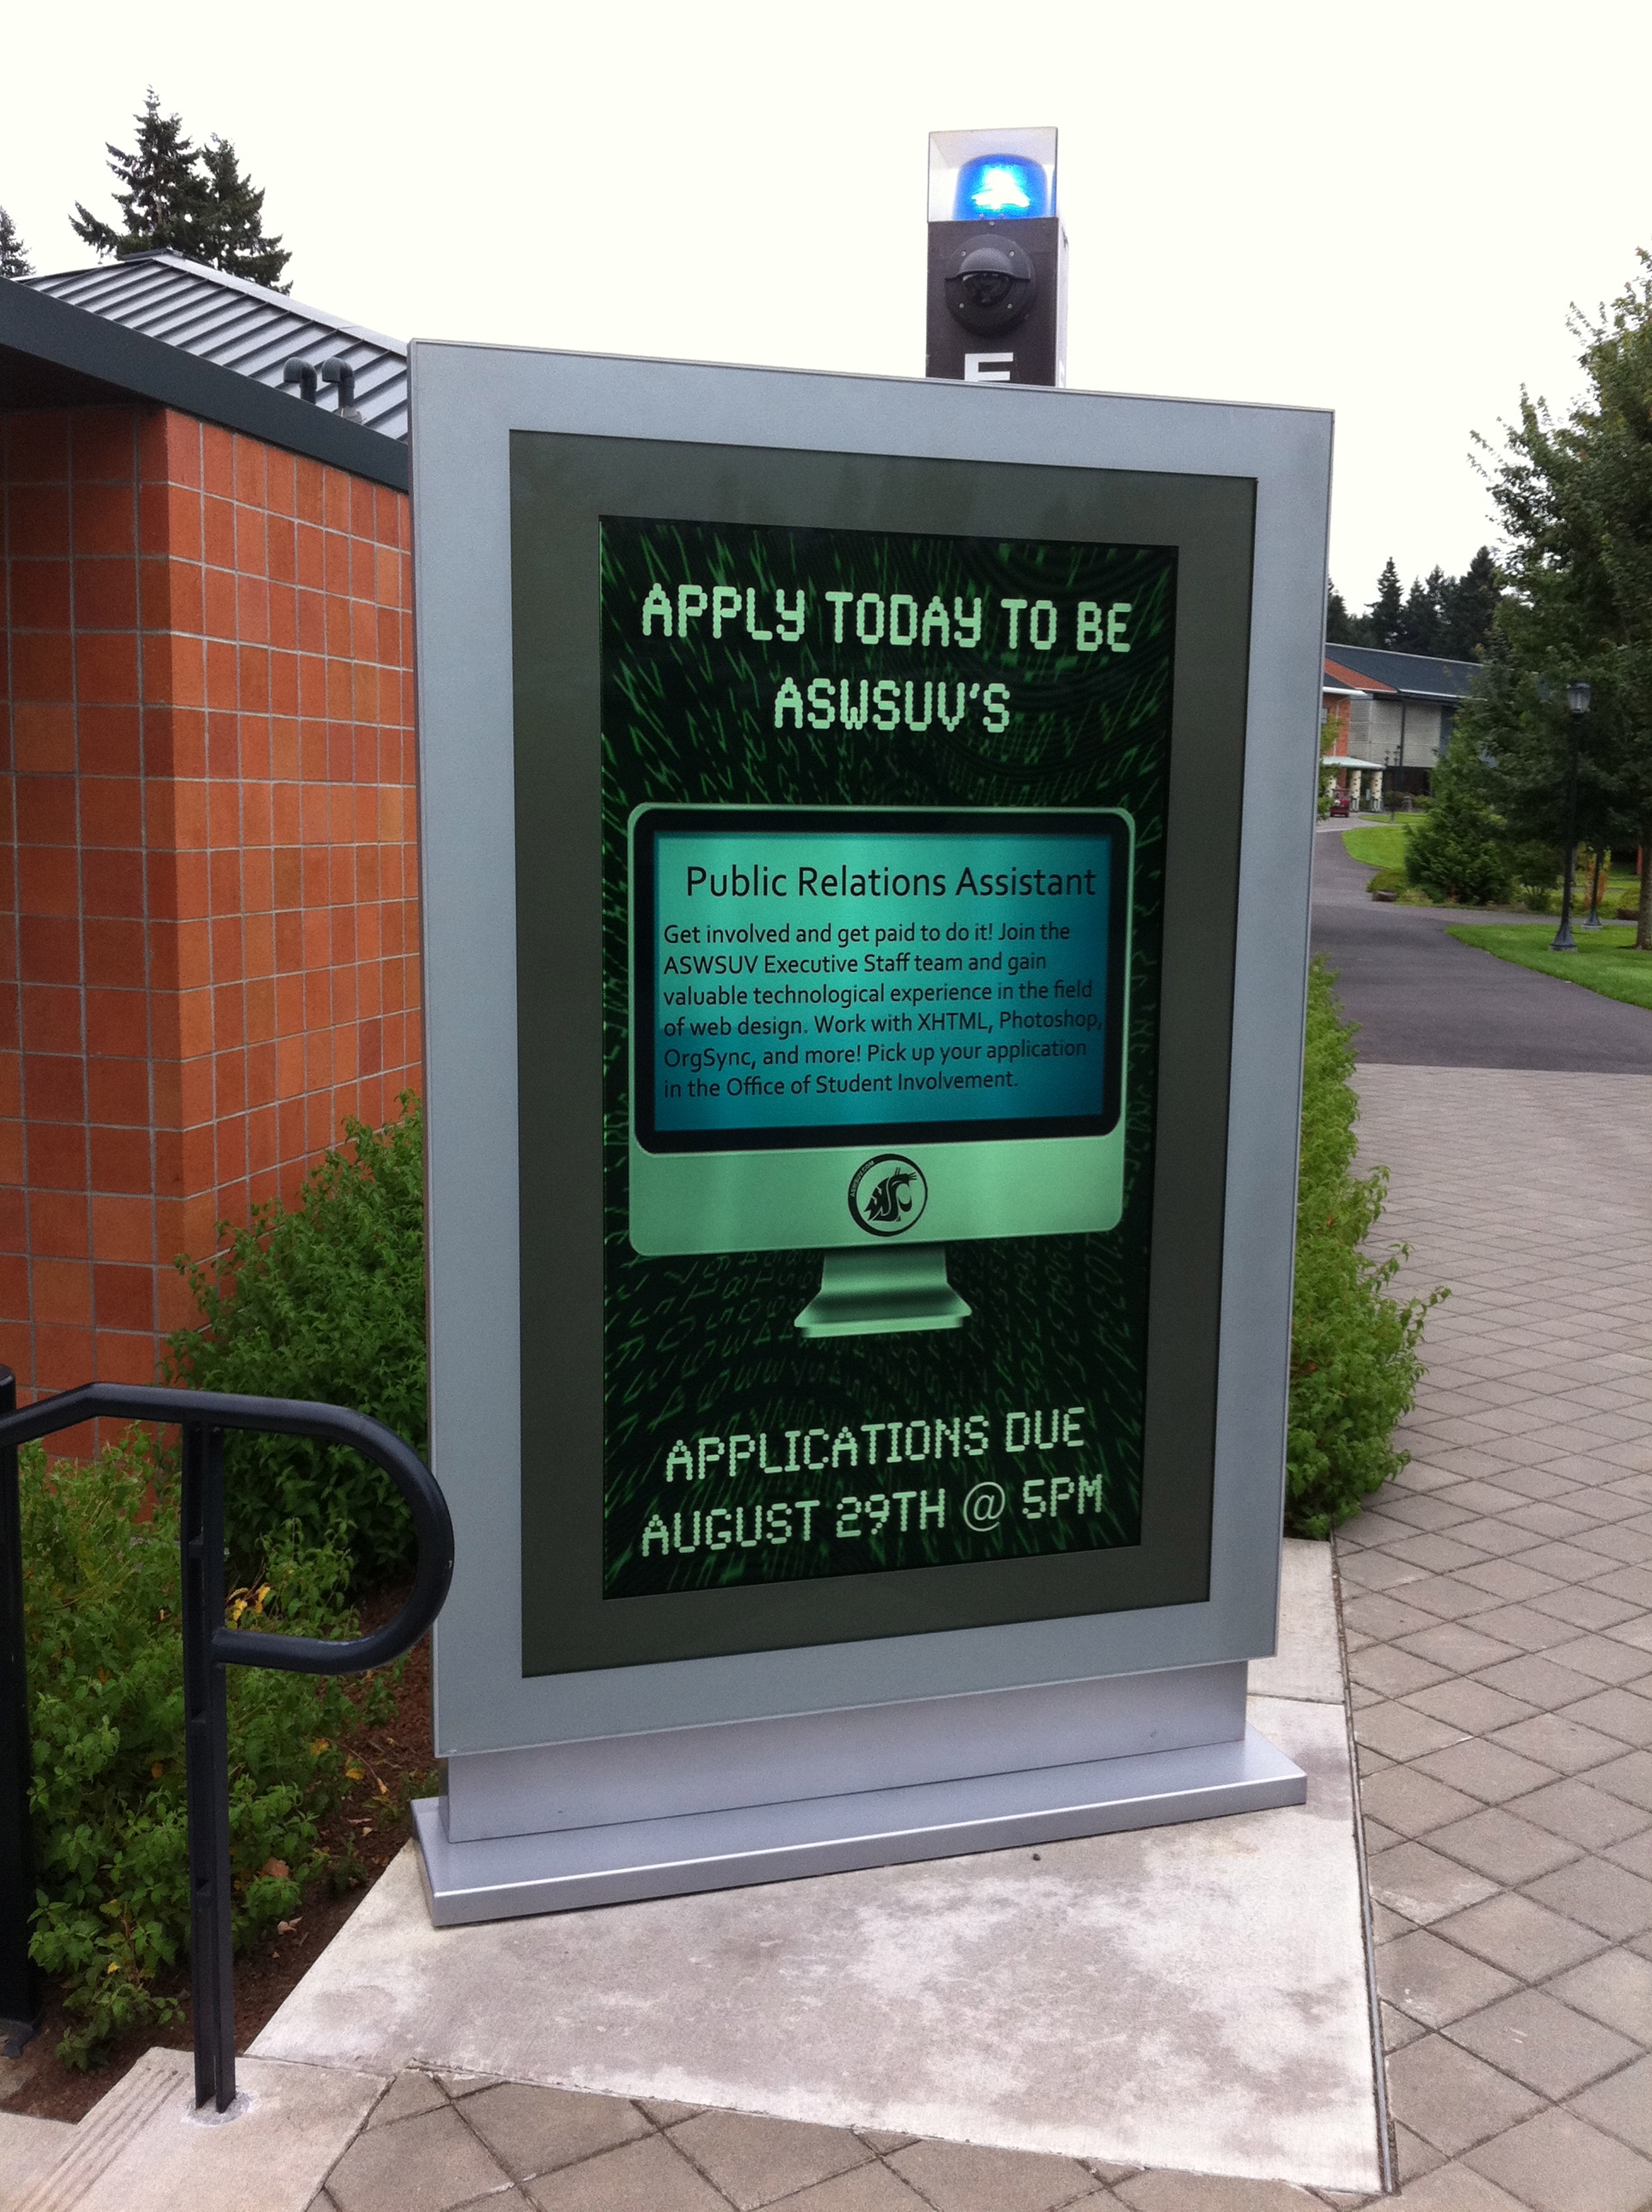 E
APPLY TODAY TO BE
ASWSUV'S
Public Relations Assistant
Get involved and get paid to do it! Join the
ASWSUV Executive Staff team and gain
valuable technological experience in the field
of web design. Work with XHTML, Photoshop,
OrgSync, and more! Pick up your application
in the Office of Student Involvement.
APPLICATIONS DUE
AUGUST 29TH @ 5PM